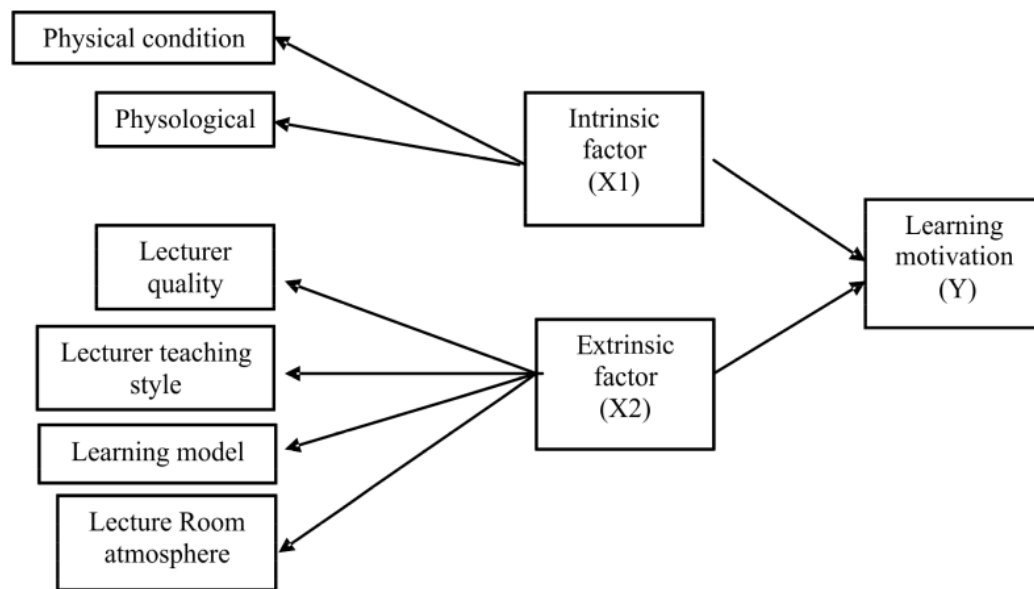 Physical condition
Physological
Intrinsic
factor
(X1)
Learning
motivation
(Y)
Lecturer
quality
Lecturer teaching
style
Extrinsic
factor
(X2)
Learning model
Lecture Room
atmosphere